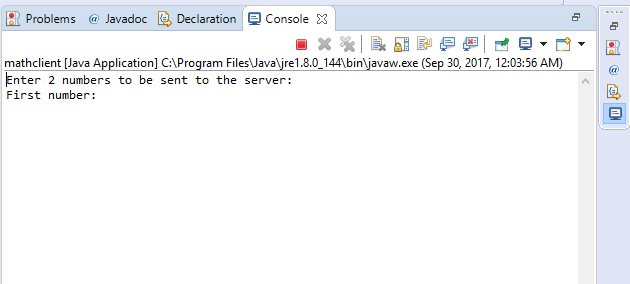 Problems @ Javadoc Declaration Console
mathclient [Java Application] C:\Program Files\Java\jre1.8.0_144\bin\javaw.exe (Sep 30, 2017, 12:03:56 AM)
Enter 2 numbers to be sent to the server:
First number: